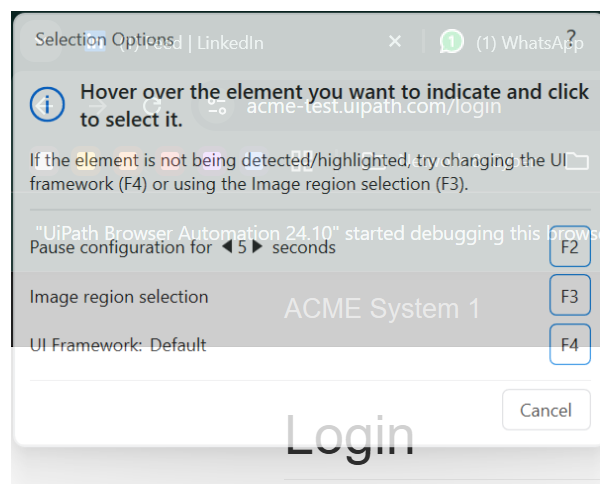 Selection Options
?
Feed | LinkedIn
×
1
(1) WhatsApp
i
Hover over the element you want to indicate and click
to select it.
acme-test.uipath.com/login
If the element is not being detected/highlighted, try changing the UI
framework (F4) or using the Image region selection (F3).
"UiPath Browser Automation 24.10" started debugging this brows
Pause configuration for ◀ 5 ▶ seconds
F2
Image region selection
F3
ACME System 1
UI Framework: Default
F4
Cancel
Login